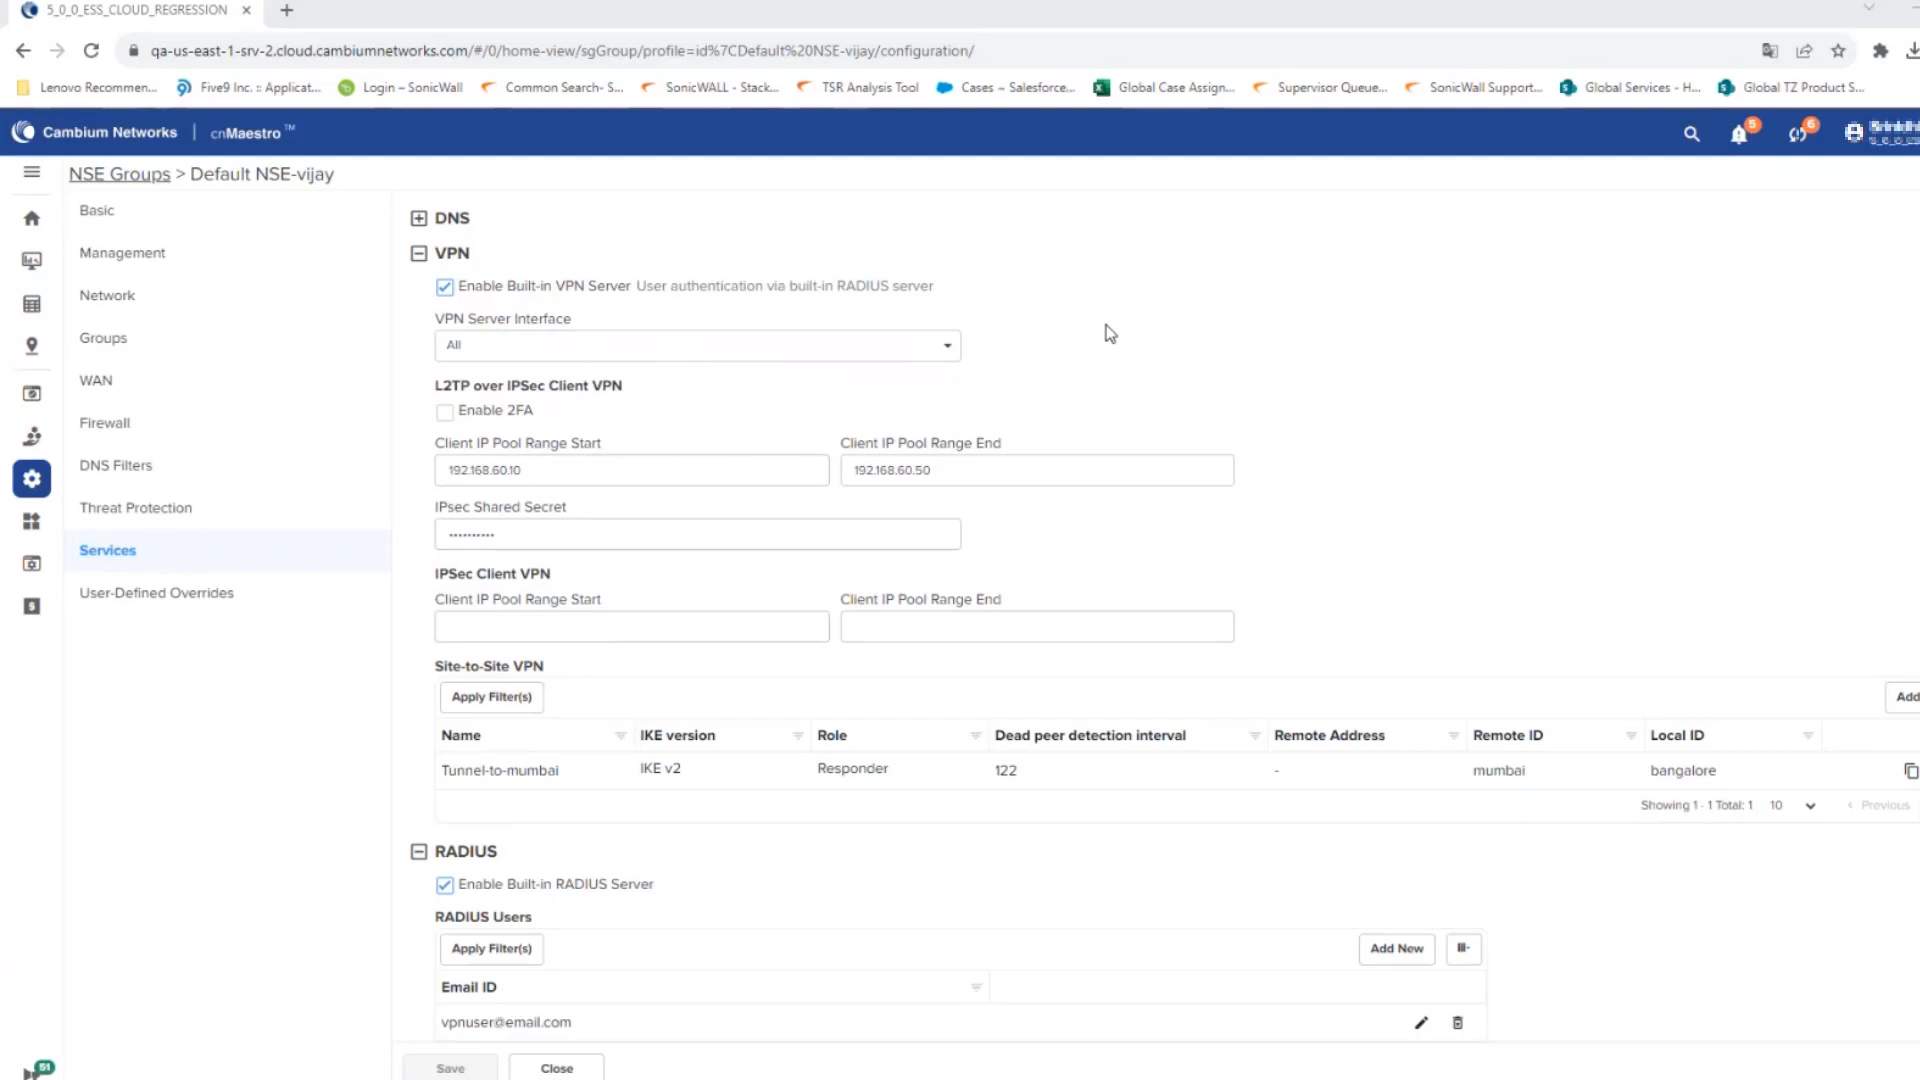 5_0_0_ESS_CLOUD_REGRESSION
qa-us-east-1-srv-2.cloud.cambiumnetworks.com/#/0/home-view/sgGroup/profile=id%7CDefault%20NSE-vijay/configuration/
Lenovo Recommen... Five9 Inc. :: Applicat... Login – SonicWall Common Search- S... SonicWALL - Stack... TSR Analysis Tool Cases ~ Salesforce... Global Case Assign... Supervisor Queue... SonicWall Support... Global Services - H... Global TZ Product S...
Cambium Networks | cnMaestro™ 5 6
NSE Groups > Default NSE-vijay
Basic
Management
Network
Groups
WAN
Firewall
DNS Filters
Threat Protection
Services
User-Defined Overrides
51
DNS
VPN
Enable Built-in VPN Server User authentication via built-in RADIUS server
VPN Server Interface
All
L2TP over IPSec Client VPN
Enable 2FA
Client IP Pool Range Start Client IP Pool Range End
192.168.60.10 192.168.60.50
IPsec Shared Secret
••••••••••
IPSec Client VPN
Client IP Pool Range Start Client IP Pool Range End
Site-to-Site VPN
Apply Filter(s) Add
Name IKE version Role Dead peer detection interval Remote Address Remote ID Local ID
Tunnel-to-mumbai IKE v2 Responder 122 - mumbai bangalore
Showing 1 - 1 Total: 1 10 < Previous
RADIUS
Enable Built-in RADIUS Server
RADIUS Users
Apply Filter(s) Add New
Email ID
vpnuser@email.com
Save Close